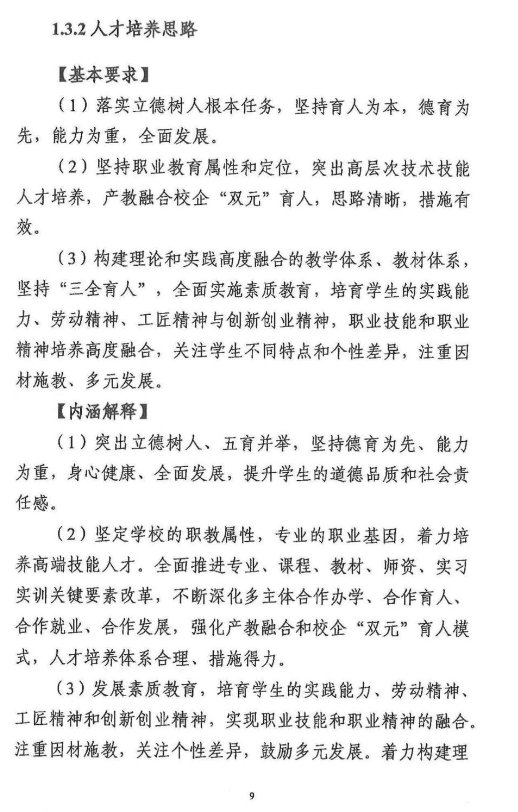 1.3.2 人才培养思路
【基本要求】
（1）落实立德树人根本任务，坚持育人为本，德育为
先，能力为重，全面发展。
（2）坚持职业教育属性和定位，突出高层次技术技能
人才培养，产教融合校企“双元”育人，思路清晰，措施有
效。
（3）构建理论和实践高度融合的教学体系、教材体系，
坚持“三全育人”，全面实施素质教育，培育学生的实践能
力、劳动精神、工匠精神与创新创业精神，职业技能和职业
精神培养高度融合，关注学生不同特点和个性差异，注重因
材施教、多元发展。
【内涵解释】
（1）突出立德树人、五育并举，坚持德育为先、能力
为重，身心健康、全面发展，提升学生的道德品质和社会责
任感。
（2）坚定学校的职教属性，专业的职业基因，着力培
养高端技能人才。全面推进专业、课程、教材、师资、实习
实训关键要素改革，不断深化多主体合作办学、合作育人、
合作就业、合作发展，强化产教融合和校企“双元”育人模
式，人才培养体系合理、措施得力。
（3）发展素质教育，培育学生的实践能力、劳动精神、
工匠精神和创新创业精神，实现职业技能和职业精神的融合。
注重因材施教，关注个性差异，鼓励多元发展。着力构建理
9